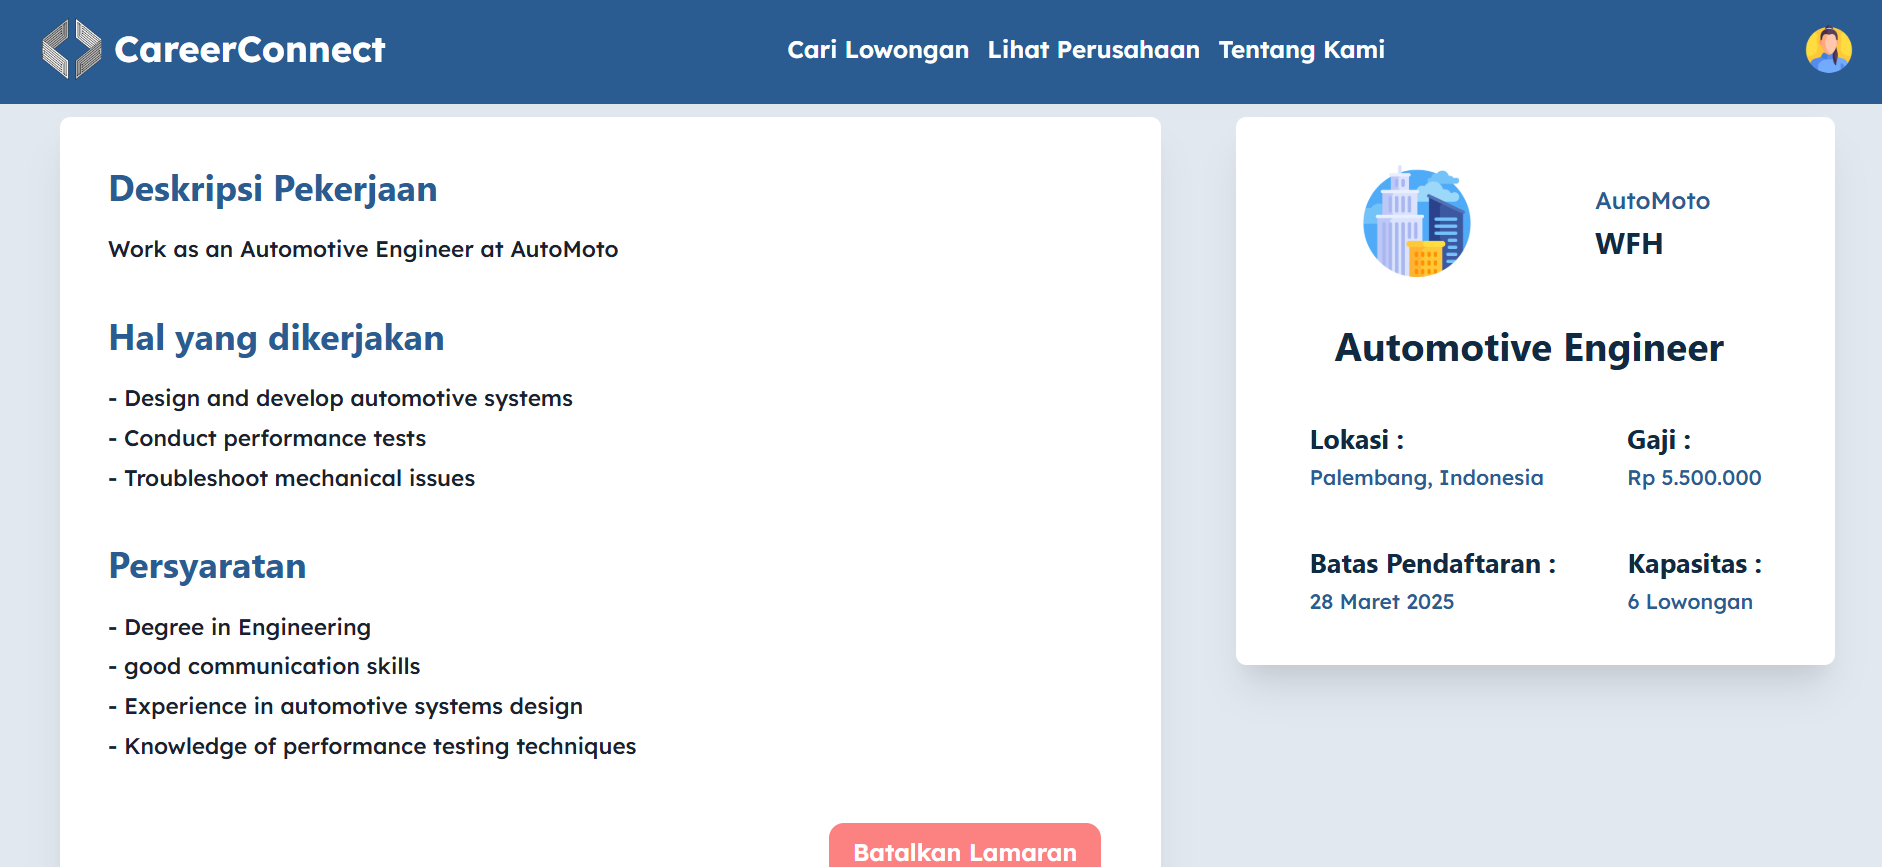 CareerConnect
Cari Lowongan Lihat Perusahaan Tentang Kami
Deskripsi Pekerjaan
Work as an Automotive Engineer at AutoMoto
Hal yang dikerjakan
- Design and develop automotive systems
- Conduct performance tests
- Troubleshoot mechanical issues
Persyaratan
- Degree in Engineering
- good communication skills
- Experience in automotive systems design
- Knowledge of performance testing techniques
Batalkan Lamaran
AutoMoto
WFH
Automotive Engineer
Lokasi :
Palembang, Indonesia
Gaji :
Rp 5.500.000
Batas Pendaftaran :
28 Maret 2025
Kapasitas :
6 Lowongan